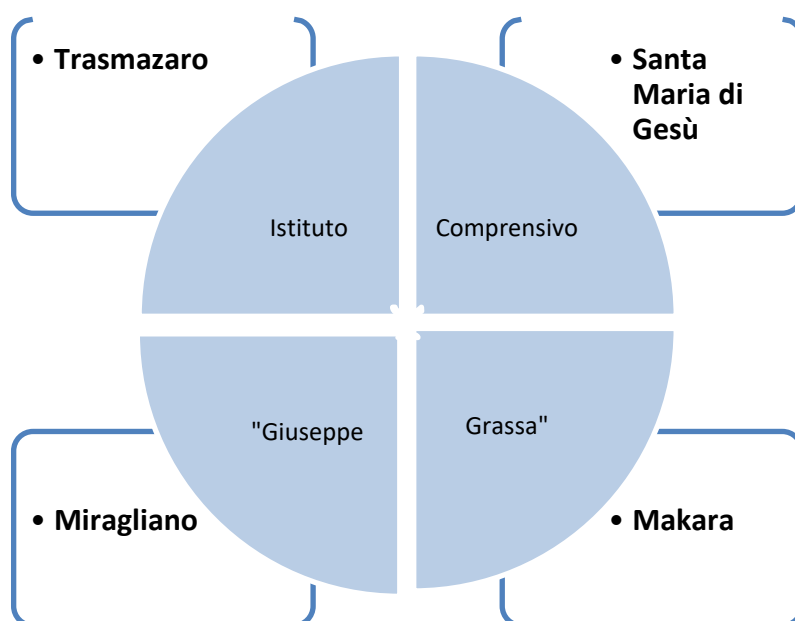 • Trasmazaro
• Santa
Maria di
Gesù
Istituto
Comprensivo
"Giuseppe
Grassa"
• Miragliano
• Makara